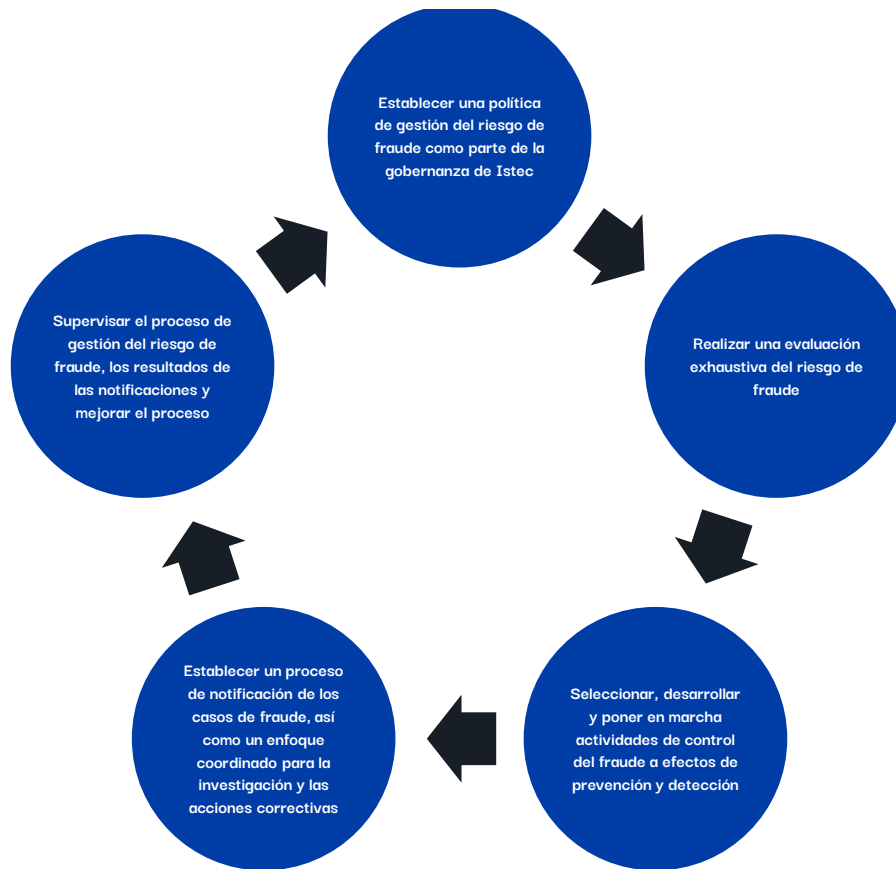 Establecer una política
de gestión del riesgo de
fraude como parte de la
gobernanza de Istec
Realizar una evaluación
exhaustiva del riesgo de
fraude
Seleccionar, desarrollar
y poner en marcha
actividades de control
del fraude a efectos de
prevención y detección
Establecer un proceso
de notificación de los
casos de fraude, así
como un enfoque
coordinado para la
investigación y las
acciones correctivas
Supervisar el proceso de
gestión del riesgo de
fraude, los resultados de
las notificaciones y
mejorar el proceso